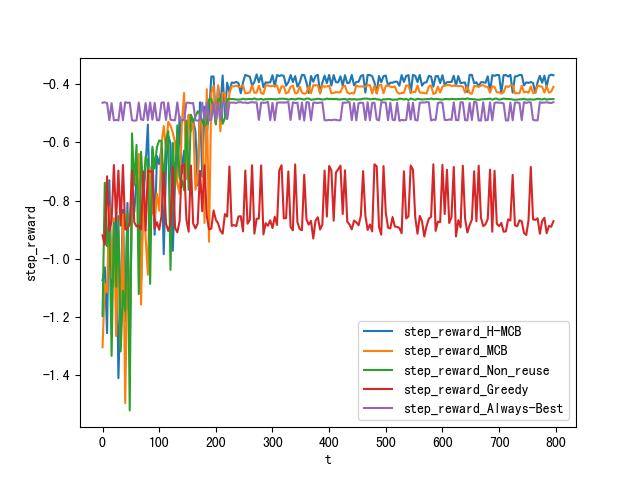 −0.4
−0.6
−0.8
−1.0
−1.2
−1.4
step_reward
step_reward_H-MCB
step_reward_MCB
step_reward_Non_reuse
step_reward_Greedy
step_reward_Always-Best
0 100 200 300 400 500 600 700 800
t